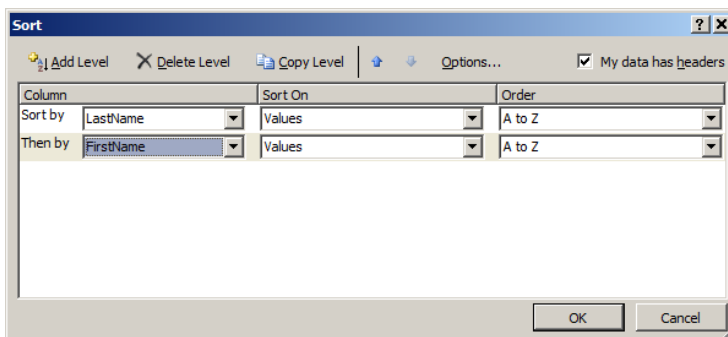 Sort
Add Level Delete Level Copy Level Options... My data has headers
Column Sort On Order
Sort by LastName Values A to Z
Then by FirstName Values A to Z
OK Cancel